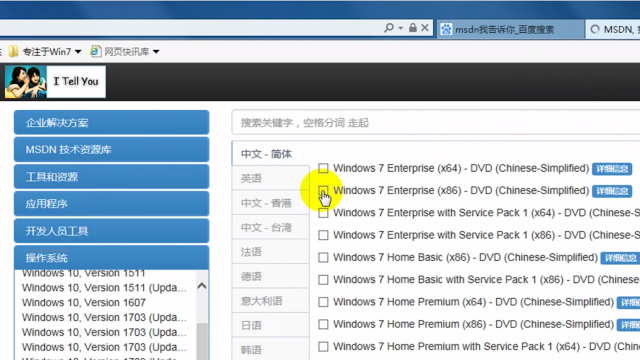 msdn我告诉你_百度搜索
MSDN, 
专注于Win7
网页快讯库
I Tell You
企业解决方案
搜索关键字，空格分词 走起
MSDN 技术资源库
工具和资源
应用程序
开发人员工具
操作系统
Windows 10, Version 1511
Windows 10, Version 1511 (Upda...
Windows 10, Version 1607
Windows 10, Version 1703 (Upda...
Windows 10, Version 1703 (Upda...
Windows 10, Version 1703 (Upda...
中文 - 简体
英语
中文 - 香港
中文 - 台湾
法语
德语
意大利语
日语
韩语
Windows 7 Enterprise (x64) - DVD (Chinese-Simplified) 详细信息
Windows 7 Enterprise (x86) - DVD (Chinese-Simplified) 详细信息
Windows 7 Enterprise with Service Pack 1 (x64) - DVD (Chinese-S
Windows 7 Enterprise with Service Pack 1 (x86) - DVD (Chinese-S
Windows 7 Home Basic (x86) - DVD (Chinese-Simplified) 详细信息
Windows 7 Home Basic with Service Pack 1 (x86) - DVD (Chinese-
Windows 7 Home Premium (x64) - DVD (Chinese-Simplified) 详细
Windows 7 Home Premium (x86) - DVD (Chinese-Simplified) 详细
Windows 7 Home Premium with Service Pack 1 (x64) - DVD (Chin